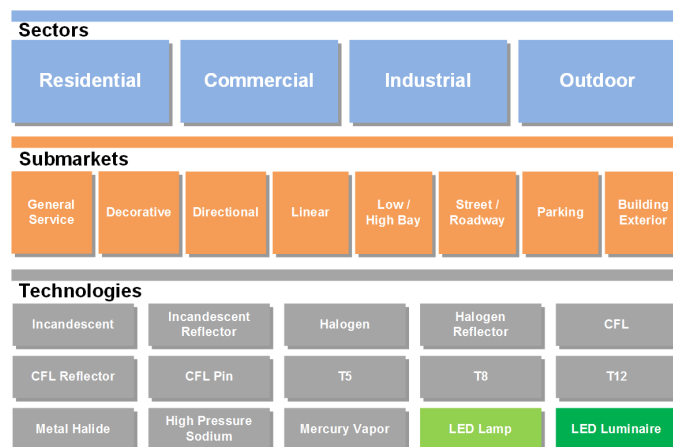 Sectors
Residential
Commercial
Industrial
Outdoor
Submarkets
General
Service
Decorative
Directional
Linear
Low /
High Bay
Street /
Roadway
Parking
Building
Exterior
Technologies
Incandescent
Incandescent
Reflector
Halogen
Halogen
Reflector
CFL
CFL Reflector
CFL Pin
T5
T8
T12
Metal Halide
High Pressure
Sodium
Mercury Vapor
LED Lamp
LED Luminaire